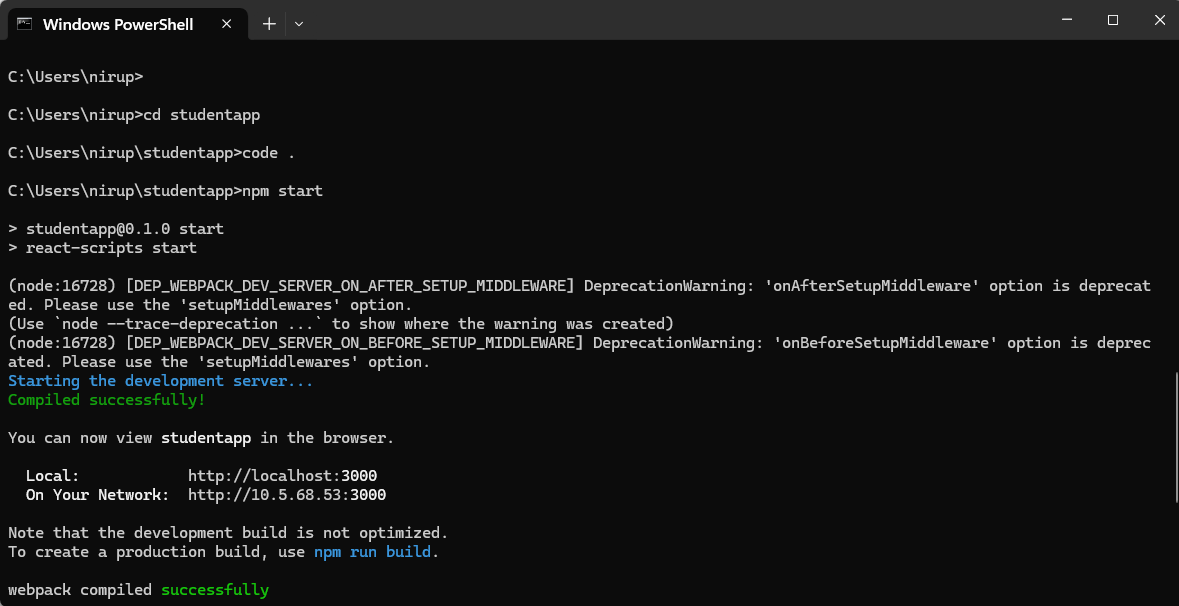 Windows PowerShell
C:\Users\nirup>
C:\Users\nirup>cd studentapp
C:\Users\nirup\studentapp>code .
C:\Users\nirup\studentapp>npm start
> studentapp@0.1.0 start
> react-scripts start
(node:16728) [DEP_WEBPACK_DEV_SERVER_ON_AFTER_SETUP_MIDDLEWARE] DeprecationWarning: 'onAfterSetupMiddleware' option is deprecat
ed. Please use the 'setupMiddlewares' option.
(Use `node --trace-deprecation ...` to show where the warning was created)
(node:16728) [DEP_WEBPACK_DEV_SERVER_ON_BEFORE_SETUP_MIDDLEWARE] DeprecationWarning: 'onBeforeSetupMiddleware' option is deprec
ated. Please use the 'setupMiddlewares' option.
Starting the development server...
Compiled successfully!
You can now view studentapp in the browser.
Local:            http://localhost:3000
On Your Network:  http://10.5.68.53:3000
Note that the development build is not optimized.
To create a production build, use npm run build.
webpack compiled successfully